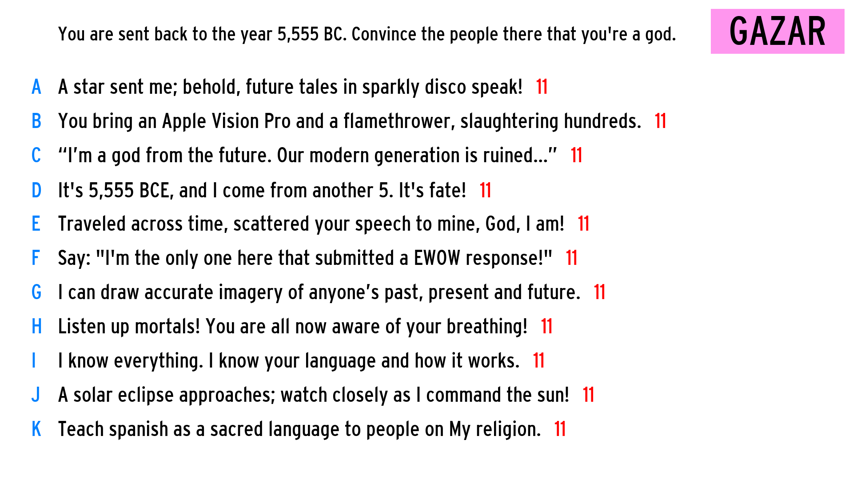 You are sent back to the year 5,555 BC. Convince the people there that you're a god.
GAZAR
A A star sent me; behold, future tales in sparkly disco speak! 11
B You bring an Apple Vision Pro and a flamethrower, slaughtering hundreds. 11
C “I’m a god from the future. Our modern generation is ruined...” 11
D It's 5,555 BCE, and I come from another 5. It's fate! 11
E Traveled across time, scattered your speech to mine, God, I am! 11
F Say: "I'm the only one here that submitted a EWOW response!" 11
G I can draw accurate imagery of anyone’s past, present and future. 11
H Listen up mortals! You are all now aware of your breathing! 11
I I know everything. I know your language and how it works. 11
J A solar eclipse approaches; watch closely as I command the sun! 11
K Teach spanish as a sacred language to people on My religion. 11